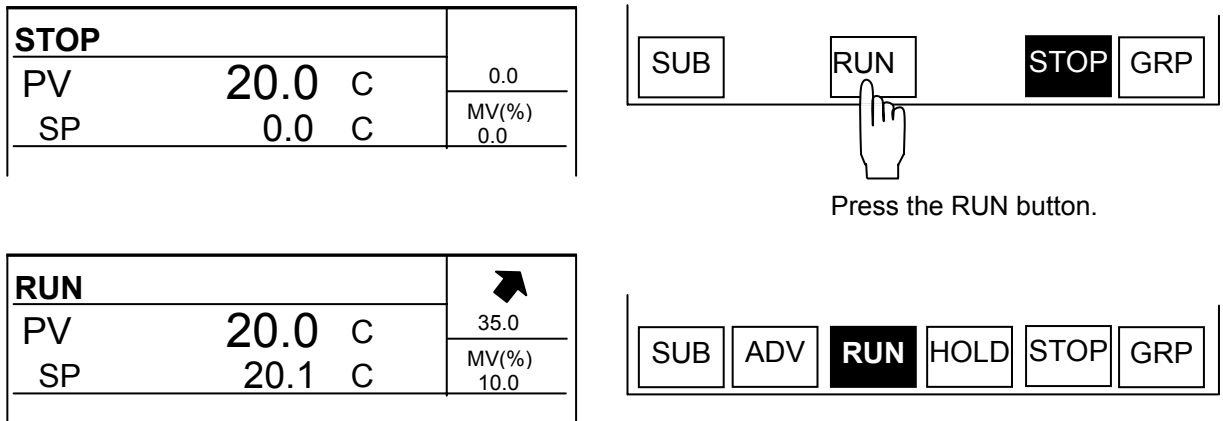 STOP
PV 20.0 C
SP 0.0 C
0.0
MV(%)
0.0
SUB RUN STOP GRP
Press the RUN button.
RUN
PV 20.0 C
SP 20.1 C
35.0
MV(%)
10.0
SUB ADV RUN HOLD STOP GRP